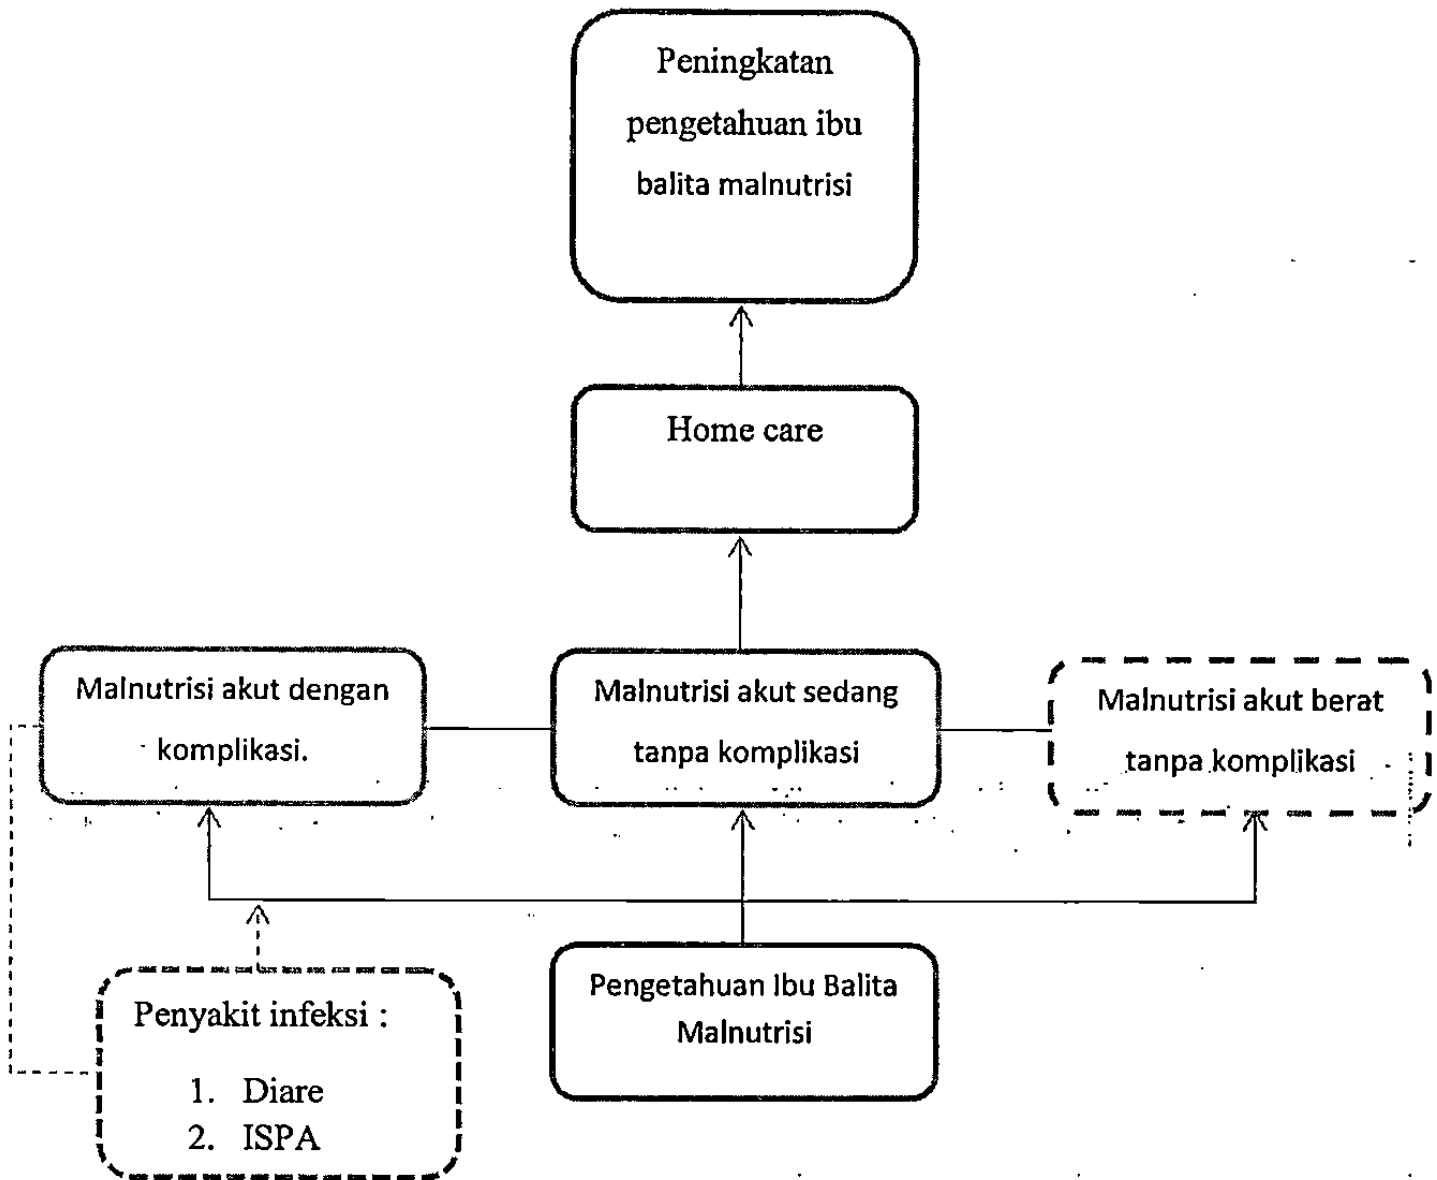 Peningkatan
pengetahuan ibu
balita malnutrisi
Home care
Malnutrisi akut dengan
komplikasi.
Malnutrisi akut sedang
tanpa komplikasi
Malnutrisi akut berat
tanpa komplikasi
Penyakit infeksi :
1. Diare
2. ISPA
Pengetahuan Ibu Balita
Malnutrisi